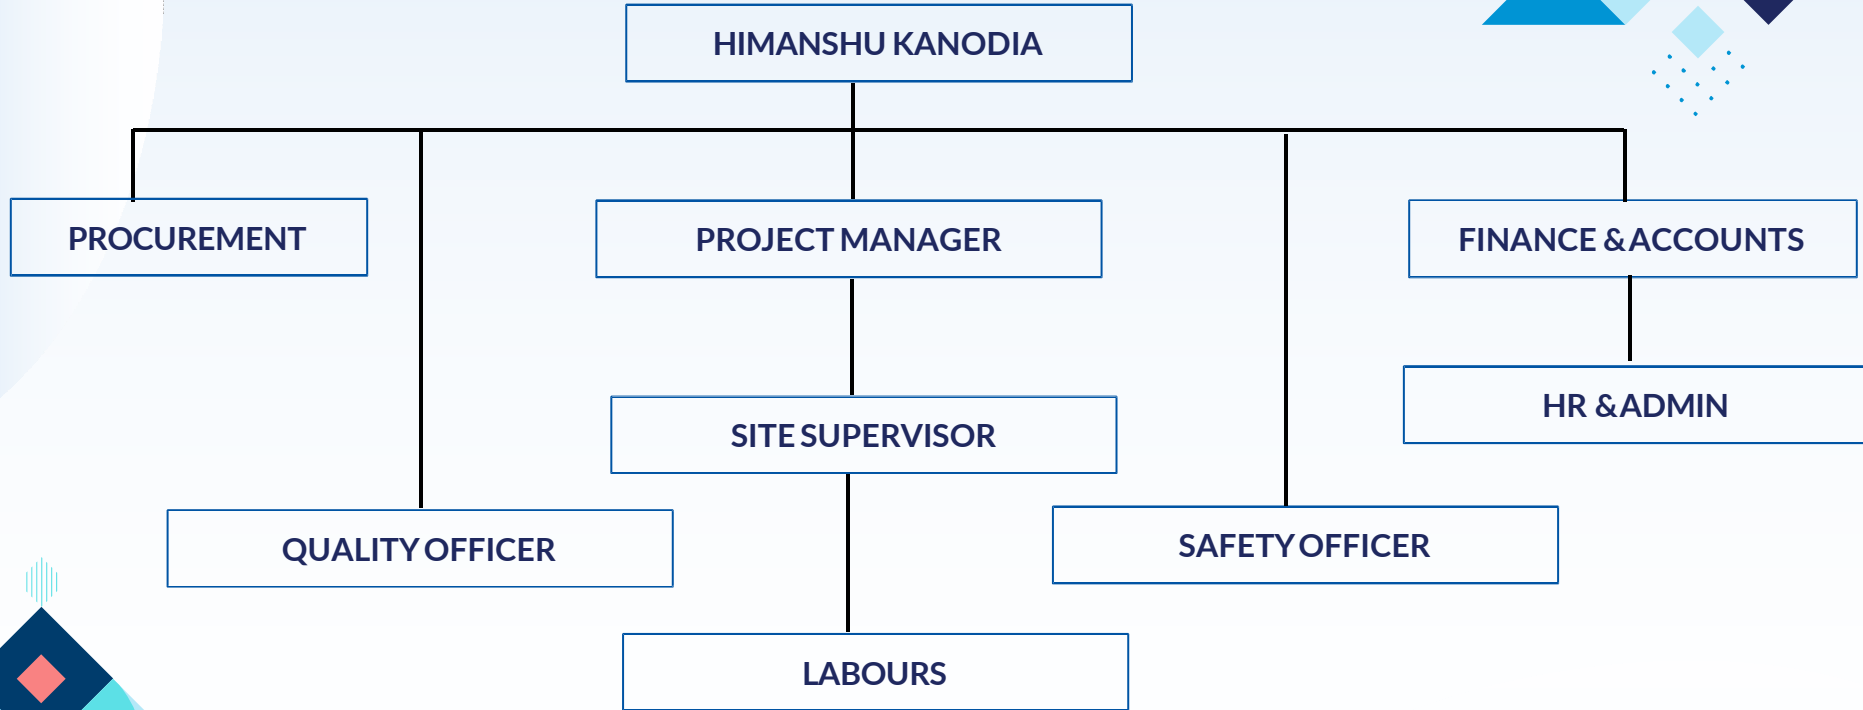 HIMANSHU KANODIA
PROCUREMENT
PROJECT MANAGER
FINANCE & ACCOUNTS
HR & ADMIN
SITE SUPERVISOR
QUALITY OFFICER
SAFETY OFFICER
LABOURS